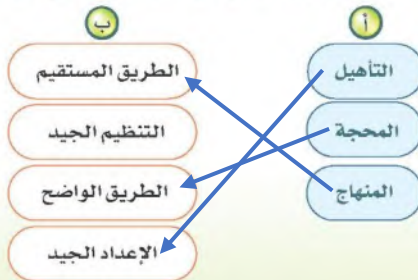 أ
ب
التأهيل
الطريق المستقيم
المحجة
التنظيم الجيد
المنهاج
الطريق الواضح
الإعداد الجيد